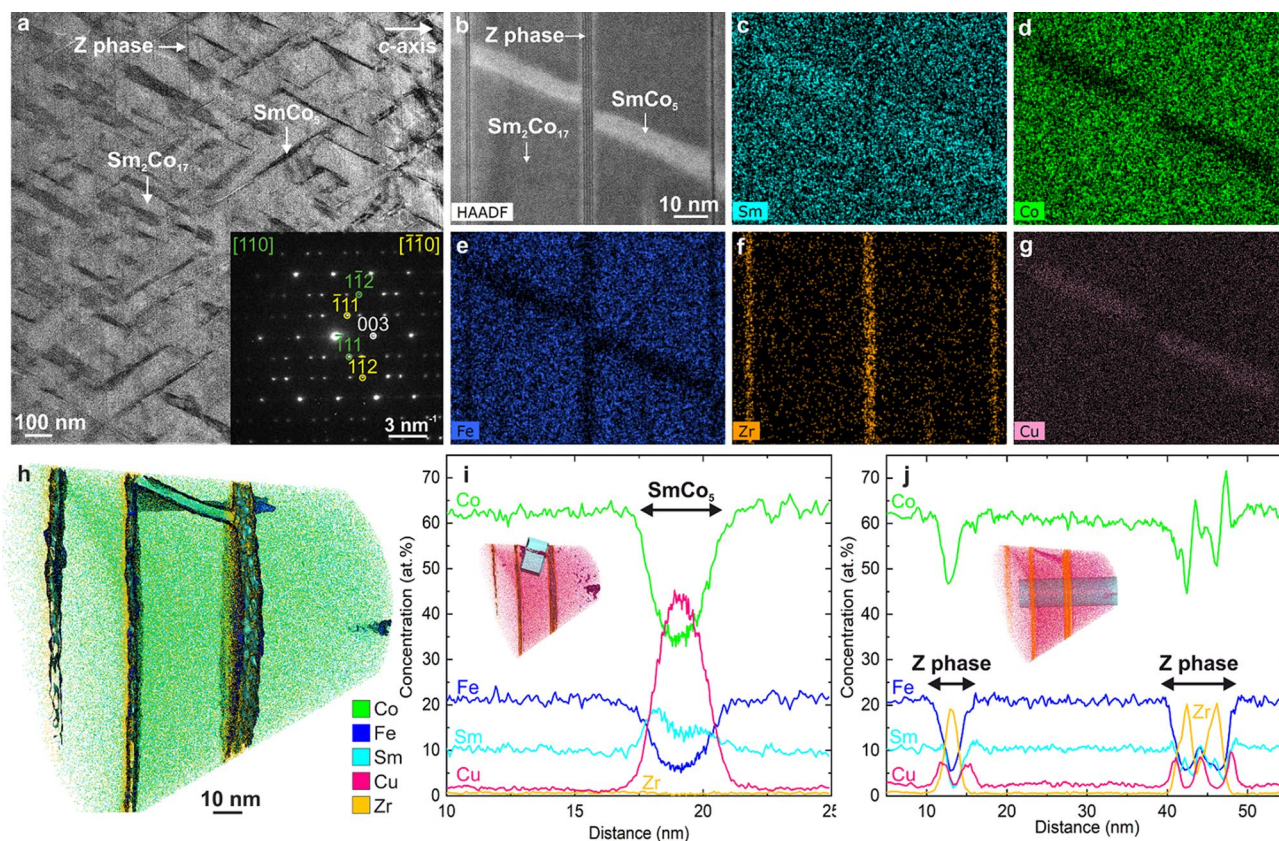 a
Z phase
c-axis
SmCo₅
Sm₂Co₁₇
100 nm
[110]
[1̄1̄0]
11̄2
1̄11
003
1̄11
11̄2
3 nm⁻¹
b
Z phase
SmCo₅
Sm₂Co₁₇
HAADF
10 nm
c
Sm
d
Co
e
Fe
f
Zr
g
Cu
h
10 nm
Co
Fe
Sm
Cu
Zr
i
SmCo₅
Co
Fe
Sm
Cu
Zr
70
60
50
40
30
20
10
0
Concentration (at.%)
10 15 20 25
Distance (nm)
j
Co
Z phase
Z phase
Fe
Zr
Sm
Cu
70
60
50
40
30
20
10
0
Concentration (at.%)
10 20 30 40 50
Distance (nm)